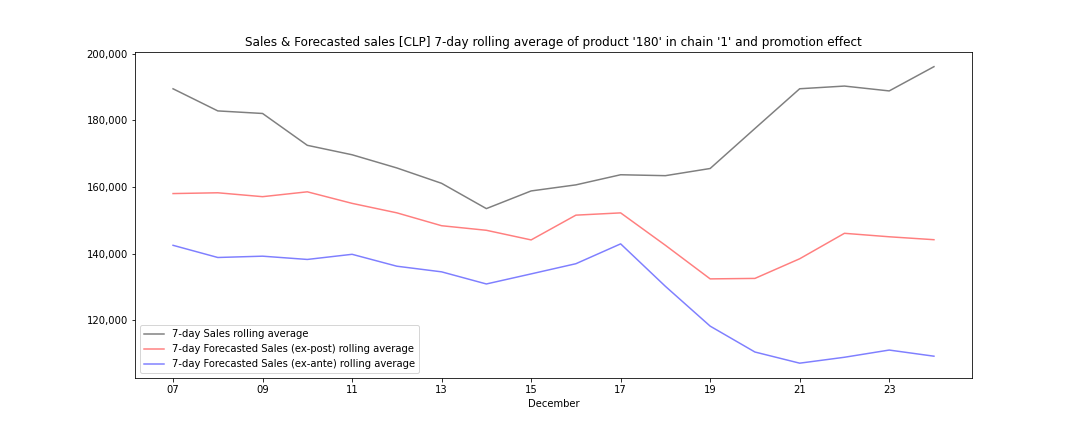 Sales & Forecasted sales [CLP] 7-day rolling average of product '180' in chain '1' and promotion effect
200,000
180,000
160,000
140,000
120,000
7-day Sales rolling average
7-day Forecasted Sales (ex-post) rolling average
7-day Forecasted Sales (ex-ante) rolling average
07 09 11 13 15 17 19 21 23
December